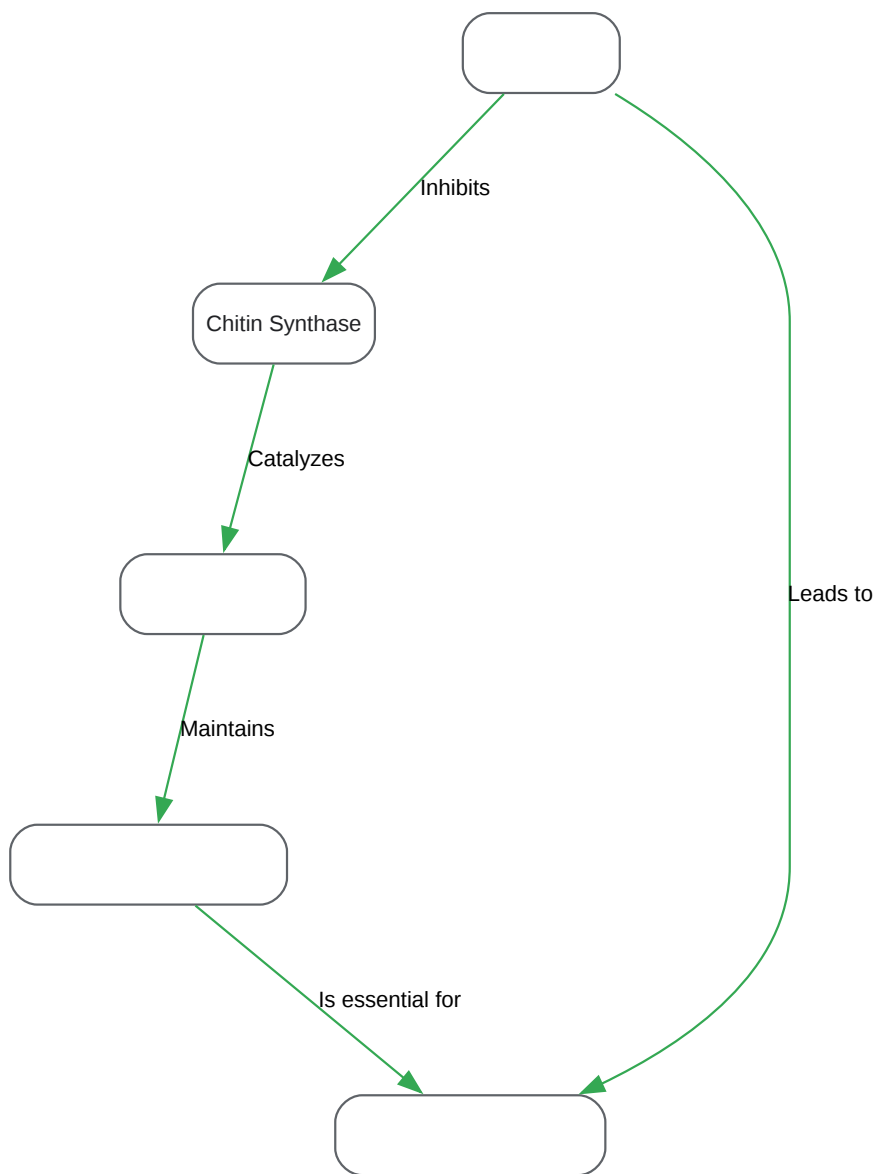 Inhibits
Chitin Synthase
Catalyzes
Leads to
Maintains
Is essential for